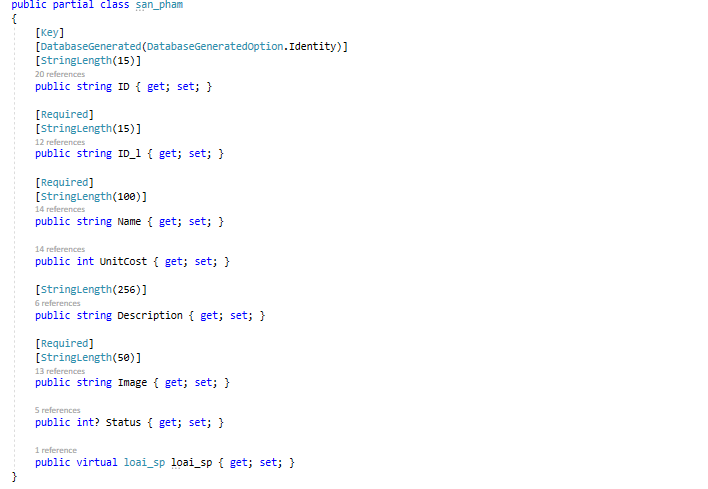 public partial class san_pham
{
[Key]
[DatabaseGenerated(DatabaseGeneratedOption.Identity)]
[StringLength(15)]
20 references
public string ID { get; set; }
[Required]
[StringLength(15)]
12 references
public string ID_l { get; set; }
[Required]
[StringLength(100)]
14 references
public string Name { get; set; }
14 references
public int UnitCost { get; set; }
[StringLength(256)]
6 references
public string Description { get; set; }
[Required]
[StringLength(50)]
13 references
public string Image { get; set; }
5 references
public int? Status { get; set; }
1 reference
public virtual loai_sp loai_sp { get; set; }
}